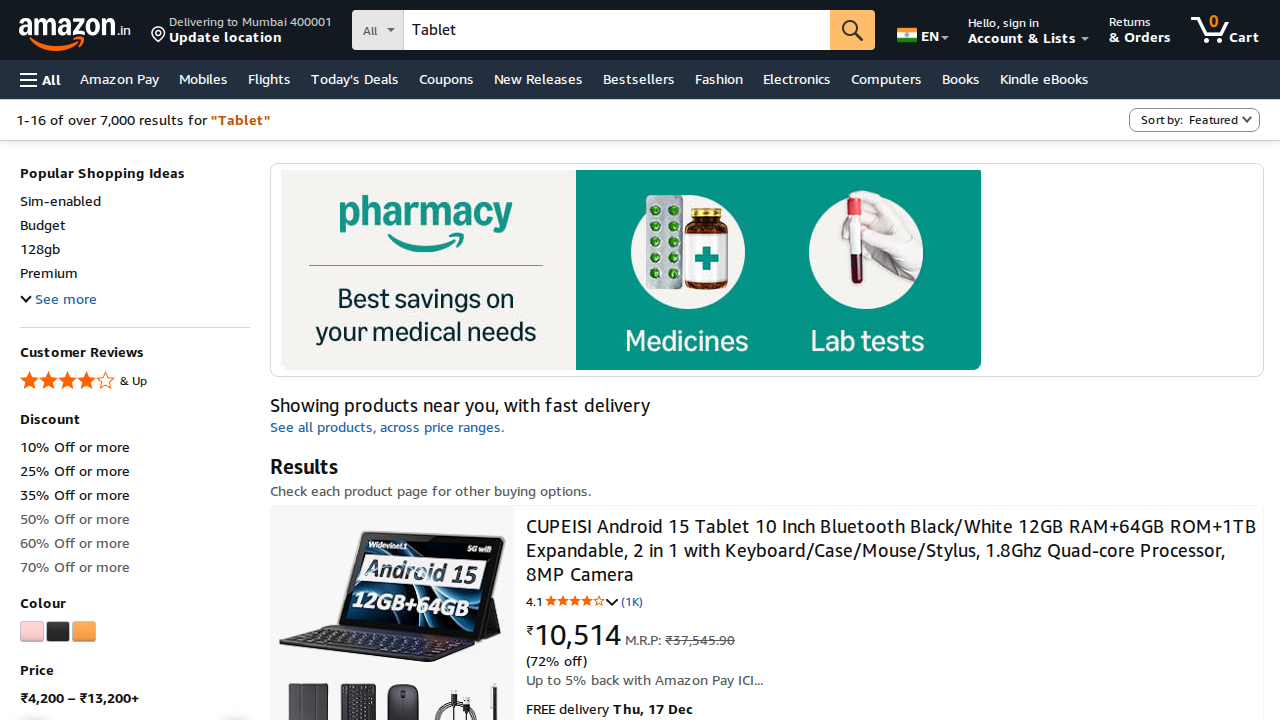 amazon.in
Delivering to Mumbai 400001
Update location
All
Tablet
EN
Hello, sign in
Account & Lists
Returns
& Orders
0
Cart
All
Amazon Pay
Mobiles
Flights
Today's Deals
Coupons
New Releases
Bestsellers
Fashion
Electronics
Computers
Books
Kindle eBooks
1-16 of over 7,000 results for "Tablet"
Sort by: Featured
Popular Shopping Ideas
Sim-enabled
Budget
128gb
Premium
See more
Customer Reviews
& Up
Discount
10% Off or more
25% Off or more
35% Off or more
50% Off or more
60% Off or more
70% Off or more
Colour
Price
₹4,200 – ₹13,200+
pharmacy
Best savings on
your medical needs
Medicines
Lab tests
Showing products near you, with fast delivery
See all products, across price ranges.
Results
Check each product page for other buying options.
WidevineL1
5G wifi
Android 15
12GB+64GB
CUPEISI Android 15 Tablet 10 Inch Bluetooth Black/White 12GB RAM+64GB ROM+1TB
Expandable, 2 in 1 with Keyboard/Case/Mouse/Stylus, 1.8Ghz Quad-core Processor,
8MP Camera
4.1
(1K)
₹10,514 M.R.P: ₹37,545.90
(72% off)
Up to 5% back with Amazon Pay ICI...
FREE delivery Thu, 17 Dec